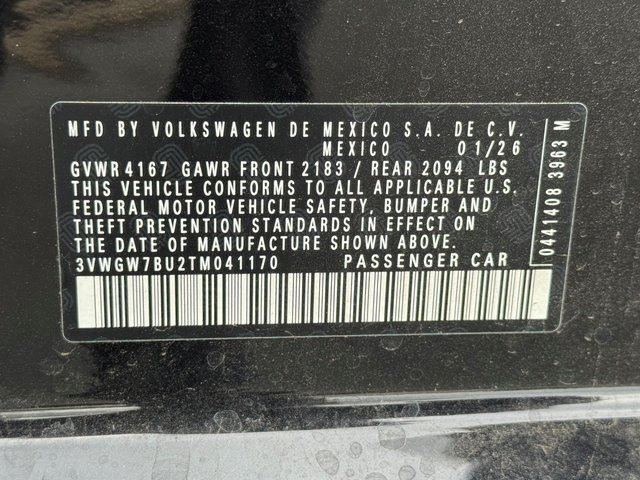 MFD BY VOLKSWAGEN DE MEXICO S.A. DE C.V.
MEXICO 01/26
GVWR 4167 GAWR FRONT 2183 / REAR 2094 LBS
THIS VEHICLE CONFORMS TO ALL APPLICABLE U.S.
FEDERAL MOTOR VEHICLE SAFETY, BUMPER AND
THEFT PREVENTION STANDARDS IN EFFECT ON
THE DATE OF MANUFACTURE SHOWN ABOVE.
3VWGW7BU2TM041170 PASSENGER CAR
0441408 3963 M